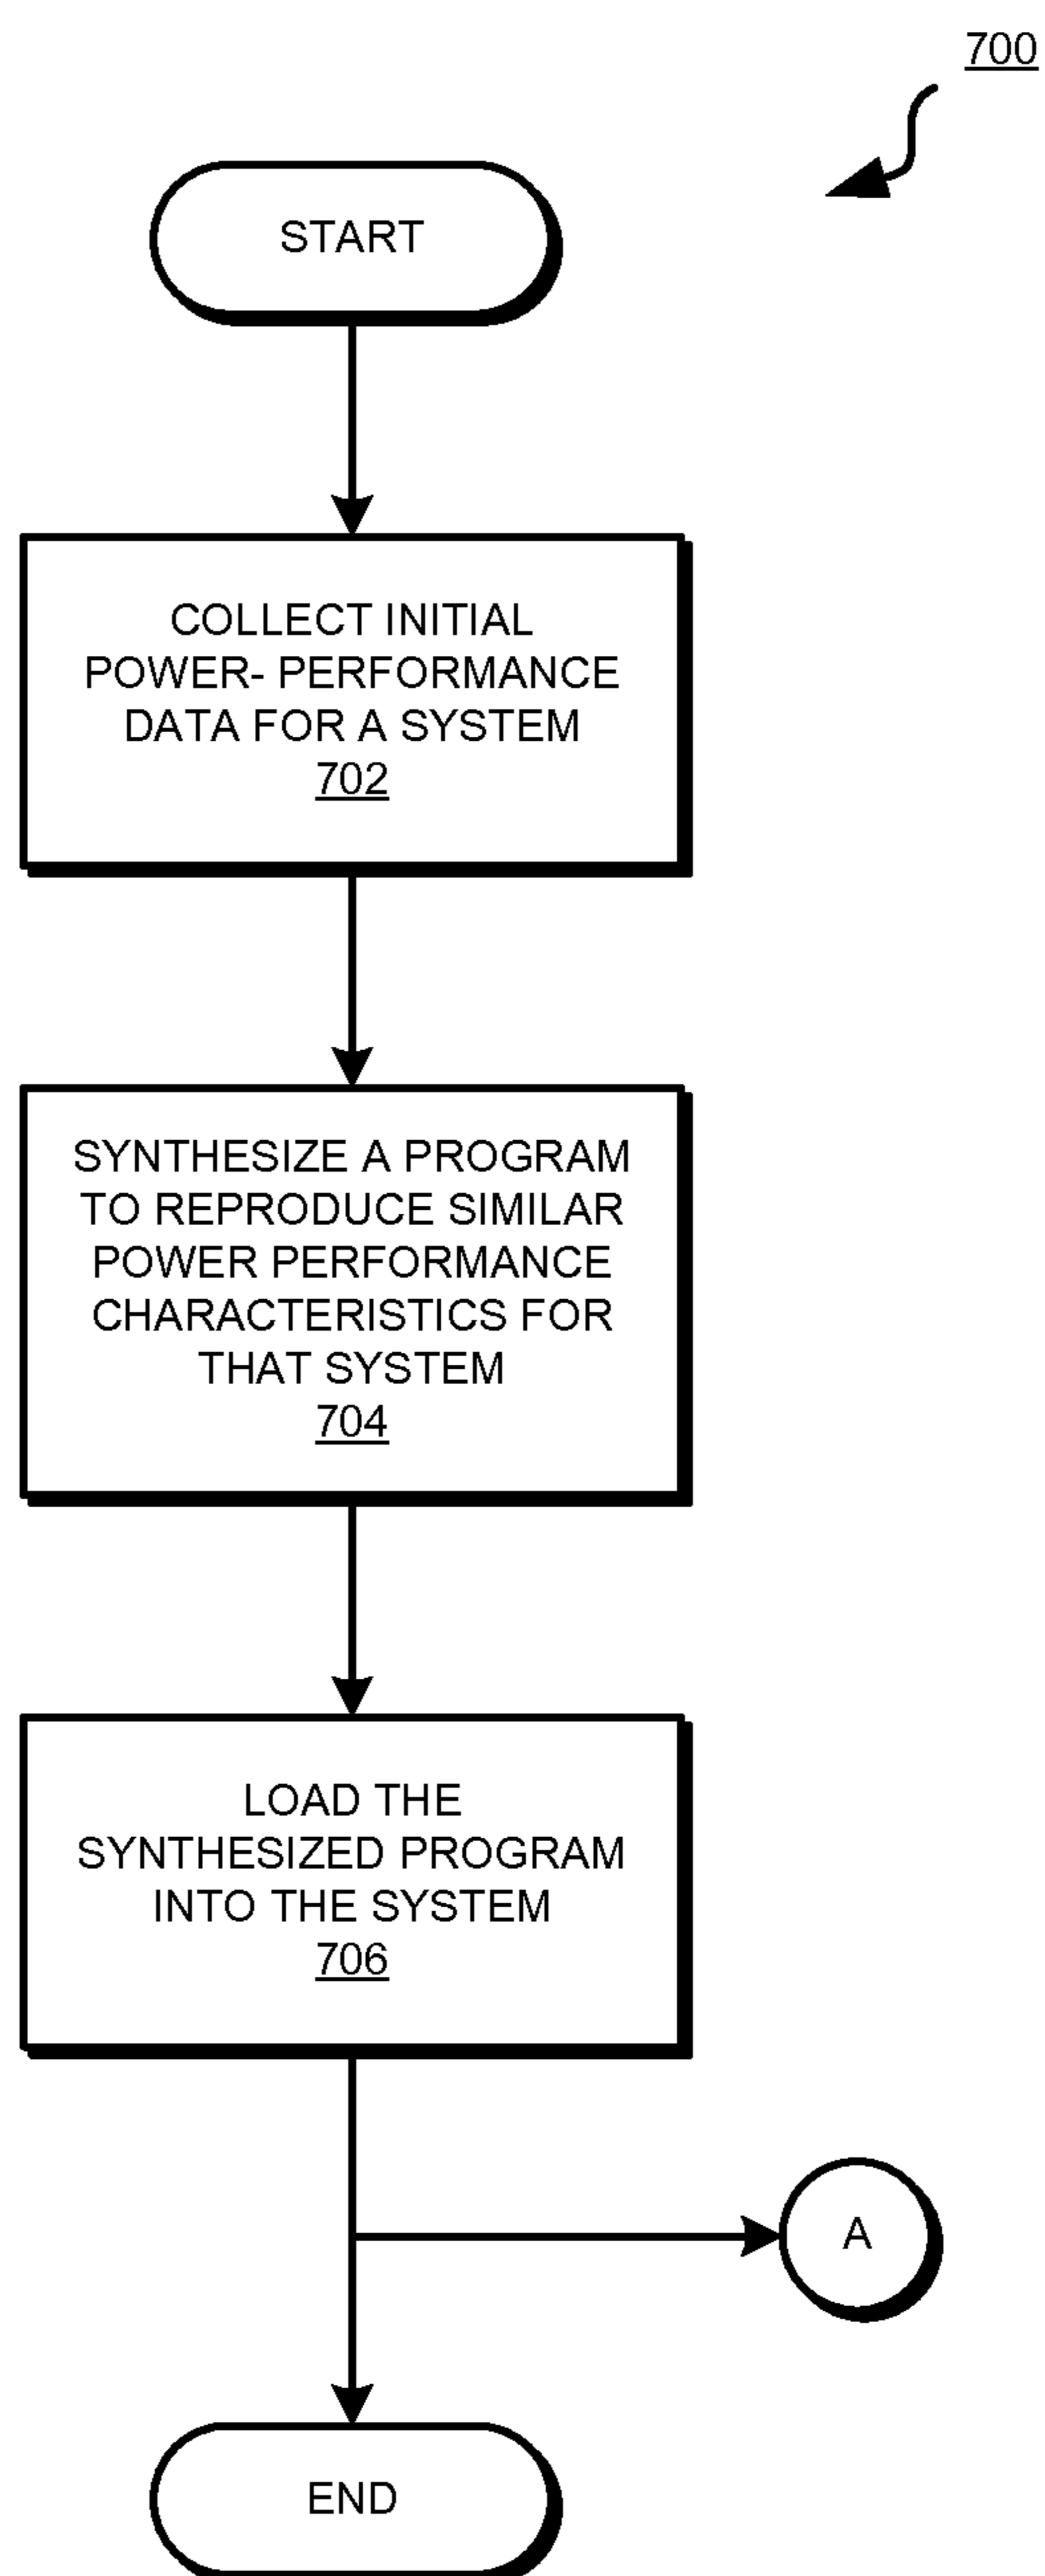 700
START
COLLECT INITIAL
POWER- PERFORMANCE
DATA FOR A SYSTEM
702
SYNTHESIZE A PROGRAM
TO REPRODUCE SIMILAR
POWER PERFORMANCE
CHARACTERISTICS FOR
THAT SYSTEM
704
LOAD THE
SYNTHESIZED PROGRAM
INTO THE SYSTEM
706
A
END